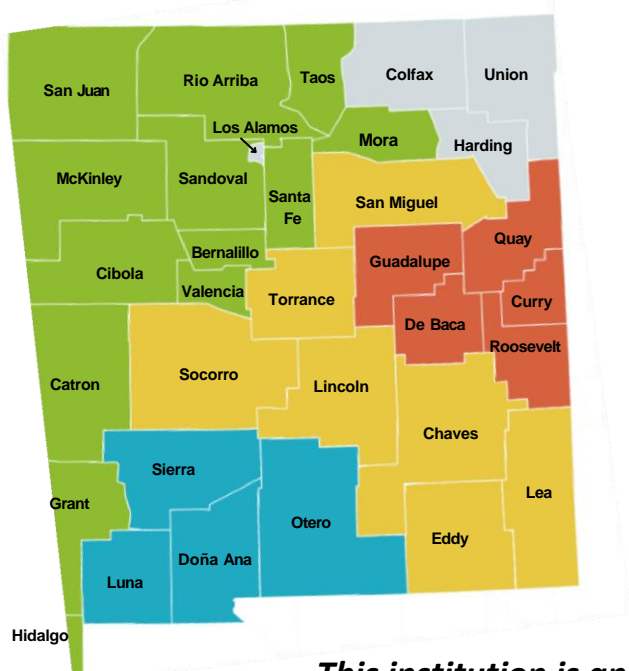 San Juan
Rio Arriba
Taos
Colfax
Union
Los Alamos
Mora
Harding
McKinley
Sandoval
Santa
Fe
San Miguel
Bernalillo
Quay
Guadalupe
Cibola
Valencia
Torrance
Curry
De Baca
Roosevelt
Catron
Socorro
Lincoln
Chaves
Sierra
Lea
Grant
Otero
Eddy
Doña Ana
Luna
Hidalgo
This institution is an